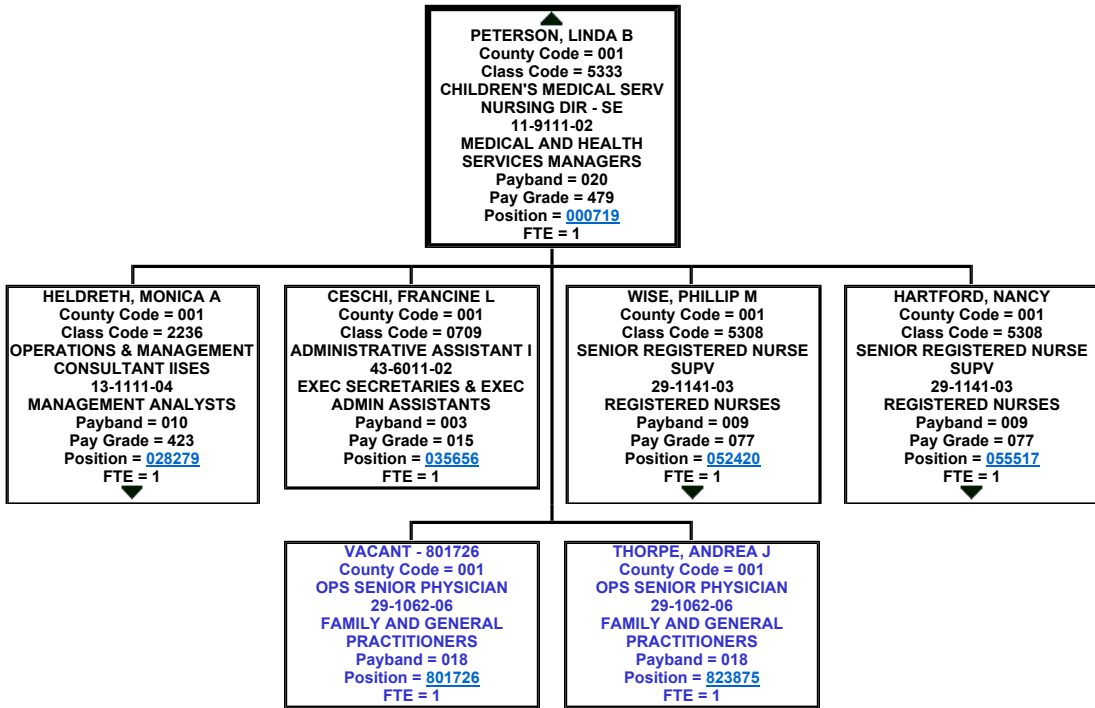 PETERSON, LINDA B
County Code = 001
Class Code = 5333
CHILDREN'S MEDICAL SERV
NURSING DIR - SE
11-9111-02
MEDICAL AND HEALTH
SERVICES MANAGERS
Payband = 020
Pay Grade = 479
Position = 000719
FTE = 1
HELDRETH, MONICA A
County Code = 001
Class Code = 2236
OPERATIONS & MANAGEMENT
CONSULTANT IISES
13-1111-04
MANAGEMENT ANALYSTS
Payband = 010
Pay Grade = 423
Position = 028279
FTE = 1
CESCHI, FRANCINE L
County Code = 001
Class Code = 0709
ADMINISTRATIVE ASSISTANT I
43-6011-02
EXEC SECRETARIES & EXEC
ADMIN ASSISTANTS
Payband = 003
Pay Grade = 015
Position = 035656
FTE = 1
WISE, PHILLIP M
County Code = 001
Class Code = 5308
SENIOR REGISTERED NURSE
SUPV
29-1141-03
REGISTERED NURSES
Payband = 009
Pay Grade = 077
Position = 052420
FTE = 1
HARTFORD, NANCY
County Code = 001
Class Code = 5308
SENIOR REGISTERED NURSE
SUPV
29-1141-03
REGISTERED NURSES
Payband = 009
Pay Grade = 077
Position = 055517
FTE = 1
VACANT - 801726
County Code = 001
OPS SENIOR PHYSICIAN
29-1062-06
FAMILY AND GENERAL
PRACTITIONERS
Payband = 018
Position = 801726
FTE = 1
THORPE, ANDREA J
County Code = 001
OPS SENIOR PHYSICIAN
29-1062-06
FAMILY AND GENERAL
PRACTITIONERS
Payband = 018
Position = 823875
FTE = 1